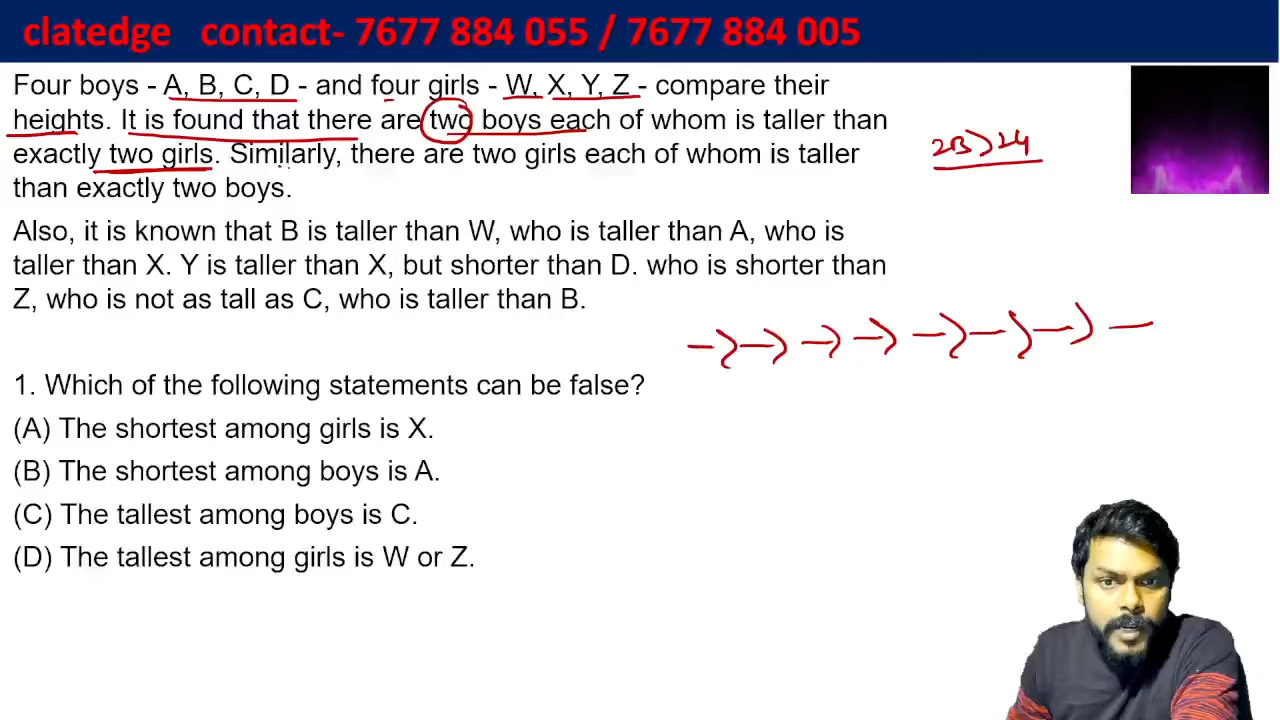 clatedge contact- 7677 884 055 / 7677 884 005
Four boys - A, B, C, D - and four girls - W, X, Y, Z - compare their
heights. It is found that there are two boys each of whom is taller than
exactly two girls. Similarly, there are two girls each of whom is taller
than exactly two boys.
2B > 24
Also, it is known that B is taller than W, who is taller than A, who is
taller than X. Y is taller than X, but shorter than D. who is shorter than
Z, who is not as tall as C, who is taller than B.
1. Which of the following statements can be false?
(A) The shortest among girls is X.
(B) The shortest among boys is A.
(C) The tallest among boys is C.
(D) The tallest among girls is W or Z.